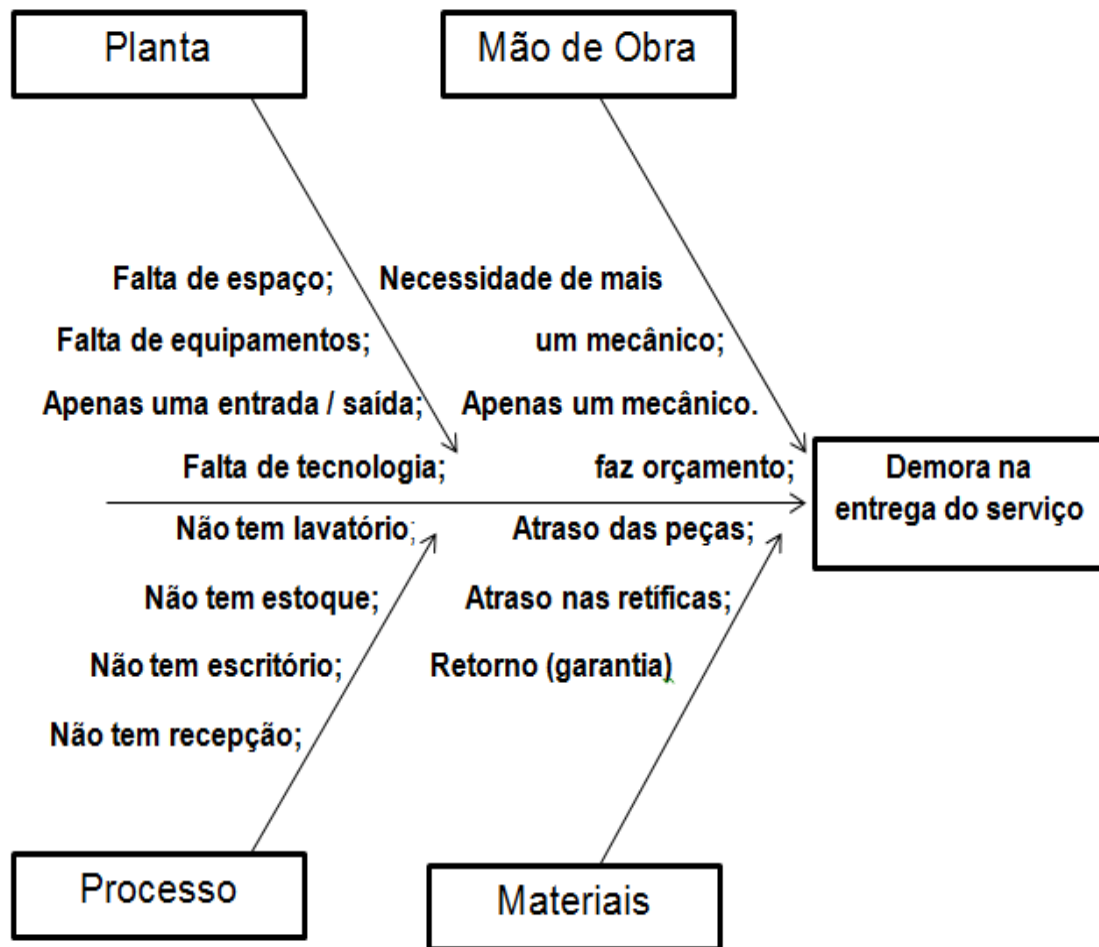 Planta
Mão de Obra
Falta de espaço;
Falta de equipamentos;
Apenas uma entrada / saída;
Falta de tecnologia;
Necessidade de mais
um mecânico;
Apenas um mecânico.
faz orçamento;
Demora na
entrega do serviço
Não tem lavatório;
Não tem estoque;
Não tem escritório;
Não tem recepção;
Atraso das peças;
Atraso nas retíficas;
Retorno (garantia)
Processo
Materiais